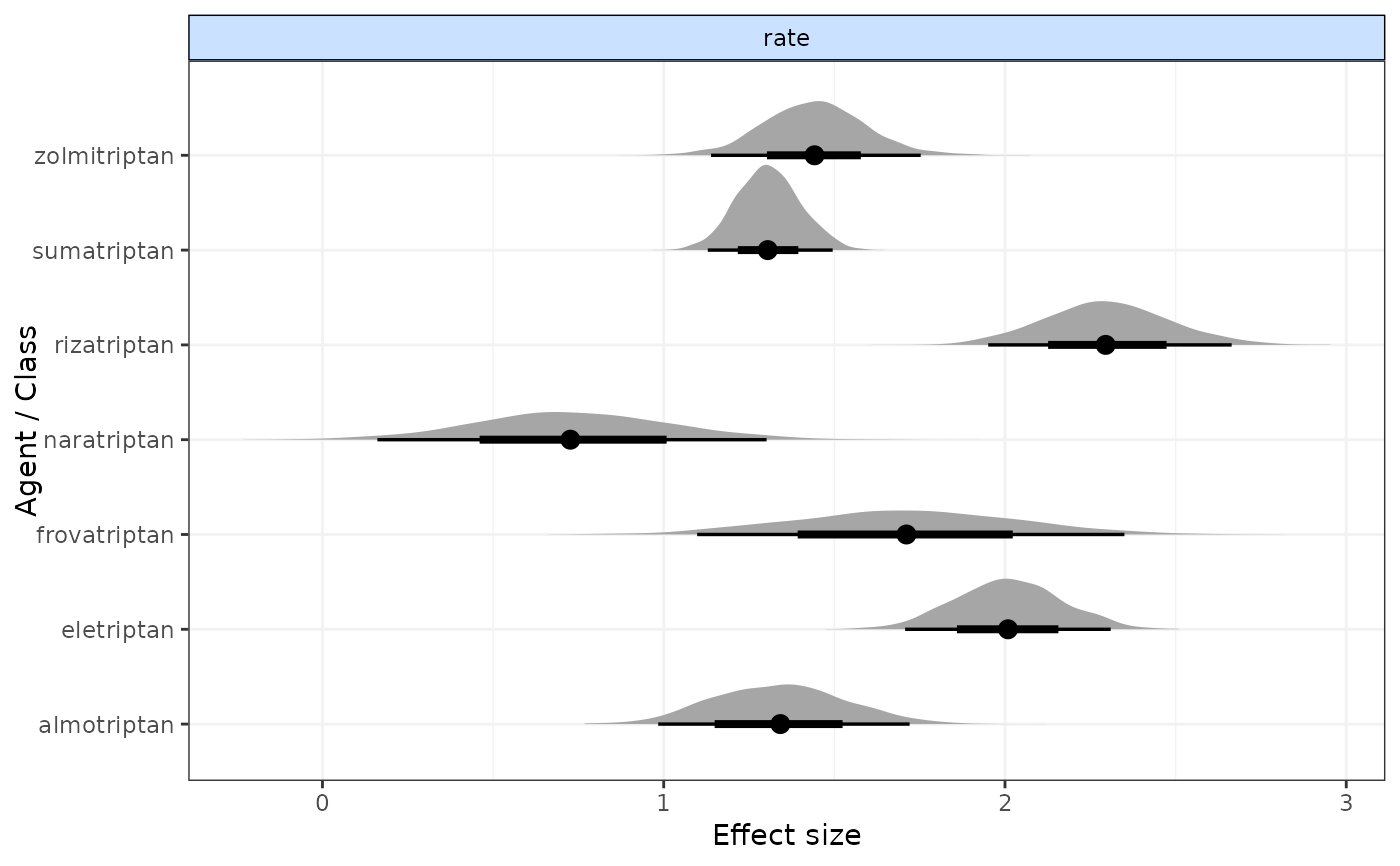 rate
zolmitriptan
sumatriptan
rizatriptan
naratriptan
frovatriptan
eletriptan
almotriptan
Agent / Class
0 1 2 3
Effect size